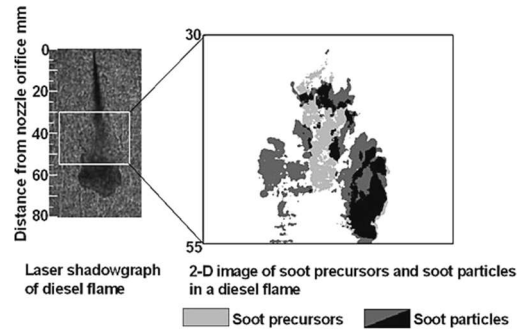 Distance from nozzle orifice mm
0
20
40
60
80
30
55
Laser shadowgraph
of diesel flame
2-D image of soot precursors and soot particles
in a diesel flame
Soot precursors
Soot particles